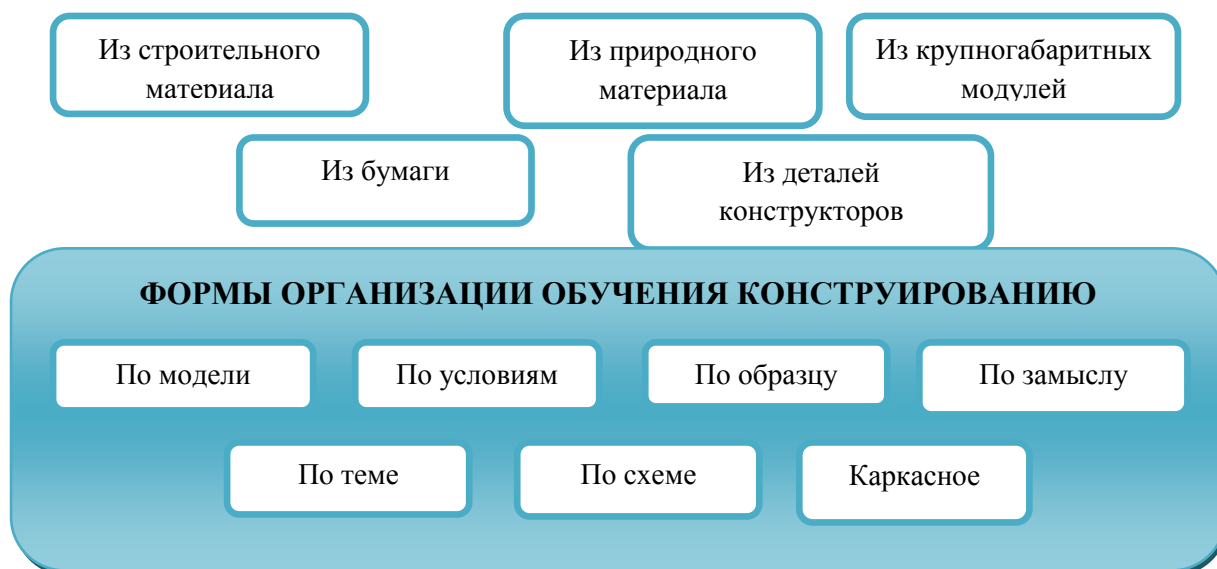 Из строительного
материала
Из природного
материала
Из крупногабаритных
модулей
Из бумаги
Из деталей
конструкторов
ФОРМЫ ОРГАНИЗАЦИИ ОБУЧЕНИЯ КОНСТРУИРОВАНИЮ
По модели
По условиям
По образцу
По замыслу
По теме
По схеме
Каркасное